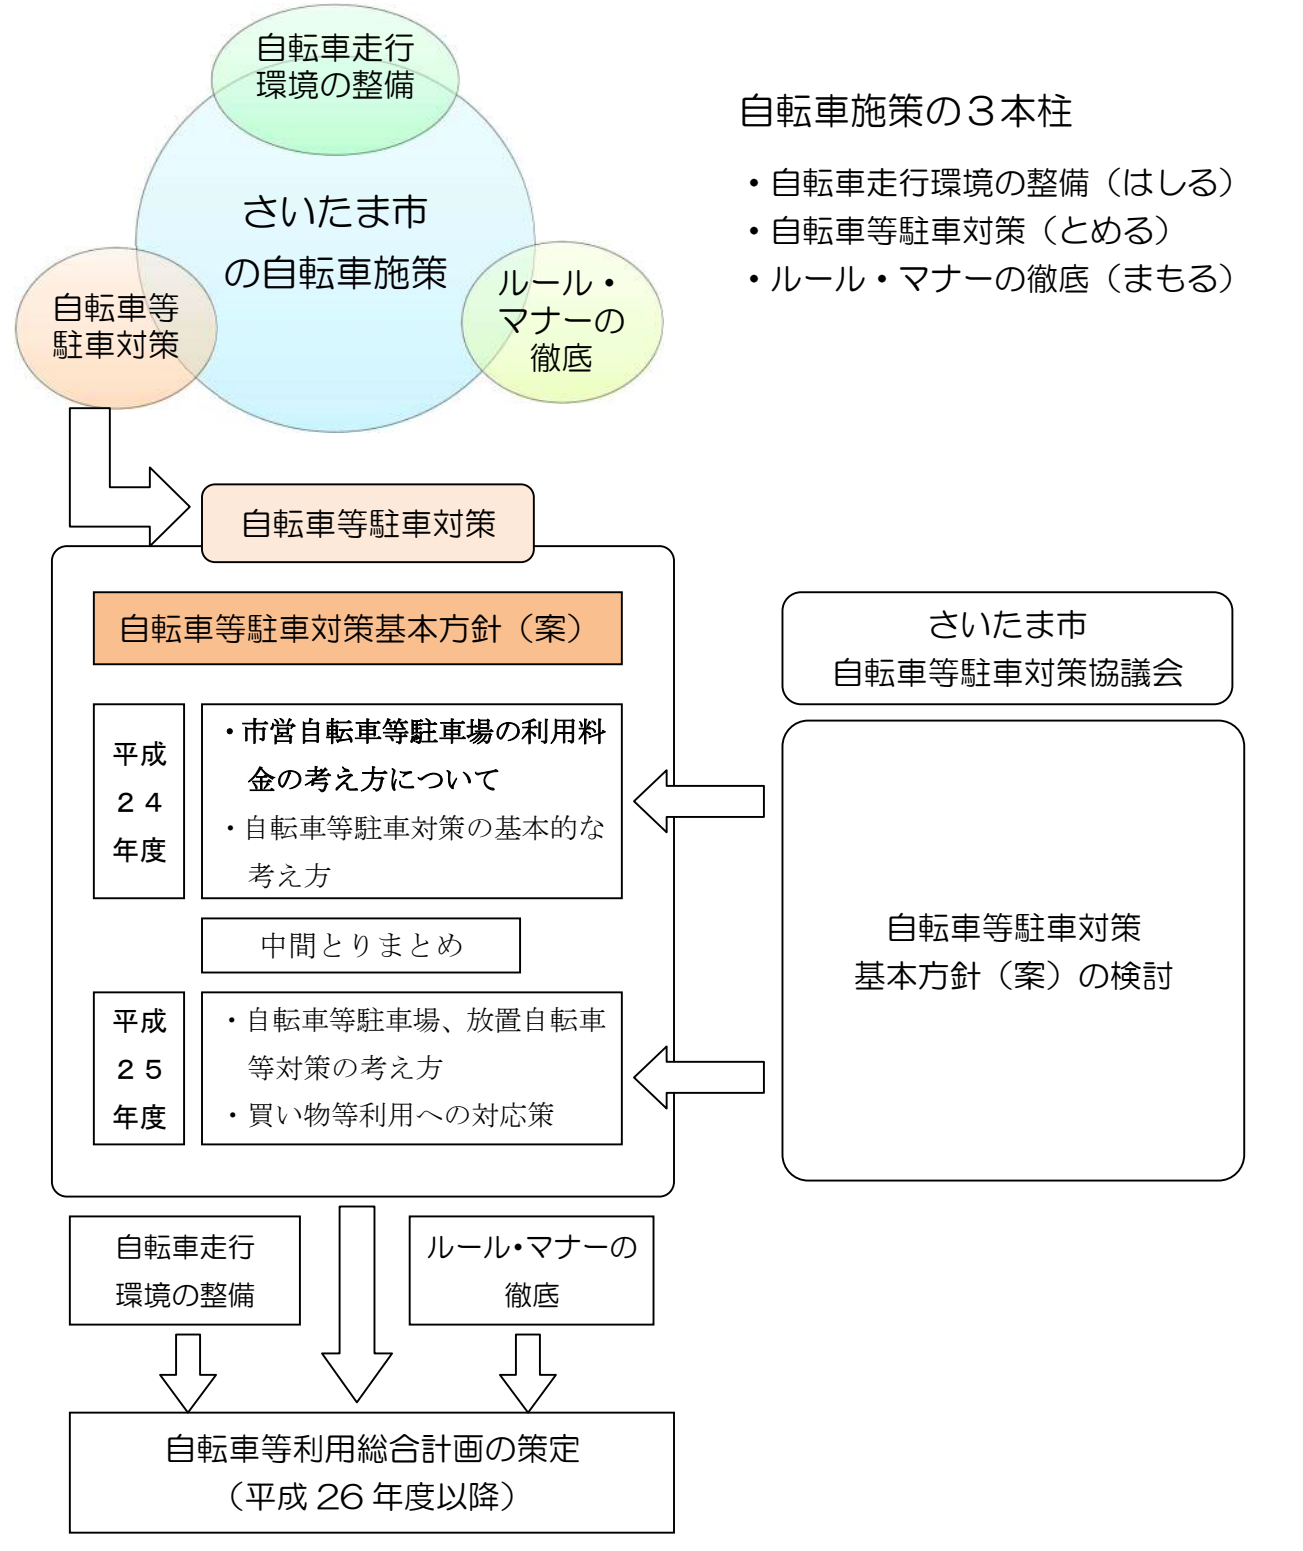 自転車走行
環境の整備
さいたま市
の自転車施策
自転車等
駐車対策
ルール・
マナーの
徹底
自転車施策の３本柱
・自転車走行環境の整備（はしる）
・自転車等駐車対策（とめる）
・ルール・マナーの徹底（まもる）
自転車等駐車対策
自転車等駐車対策基本方針（案）
平成
２４
年度
・市営自転車等駐車場の利用料
金の考え方について
・自転車等駐車対策の基本的な
考え方
中間とりまとめ
平成
２５
年度
・自転車等駐車場、放置自転車
等対策の考え方
・買い物等利用への対応策
さいたま市
自転車等駐車対策協議会
自転車等駐車対策
基本方針（案）の検討
自転車走行
環境の整備
ルール・マナーの
徹底
自転車等利用総合計画の策定
（平成 26 年度以降）